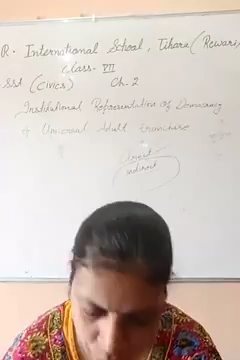 R. International School, Tihara (Rewari
Class- VII
Sst (Civics) Ch. 2
Institutional Representation of Democracy
+ Universal Adult Franchise
direct
indirect